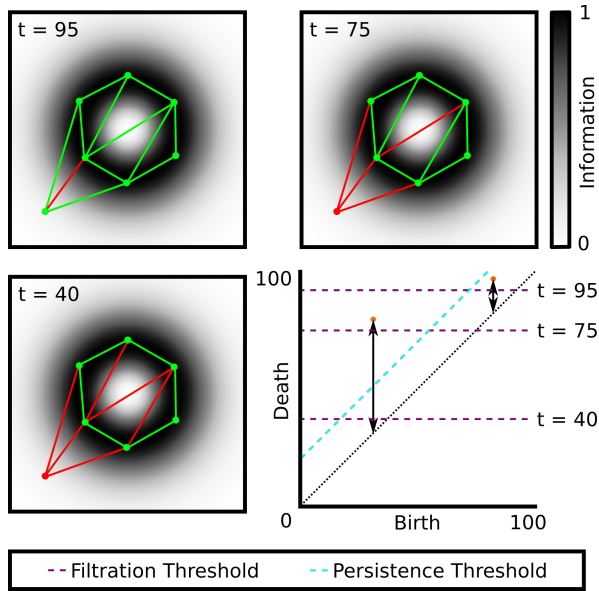 t = 95
t = 75
1
Information
0
t = 40
100
t = 95
t = 75
Death
t = 40
0
Birth
100
Filtration Threshold
Persistence Threshold